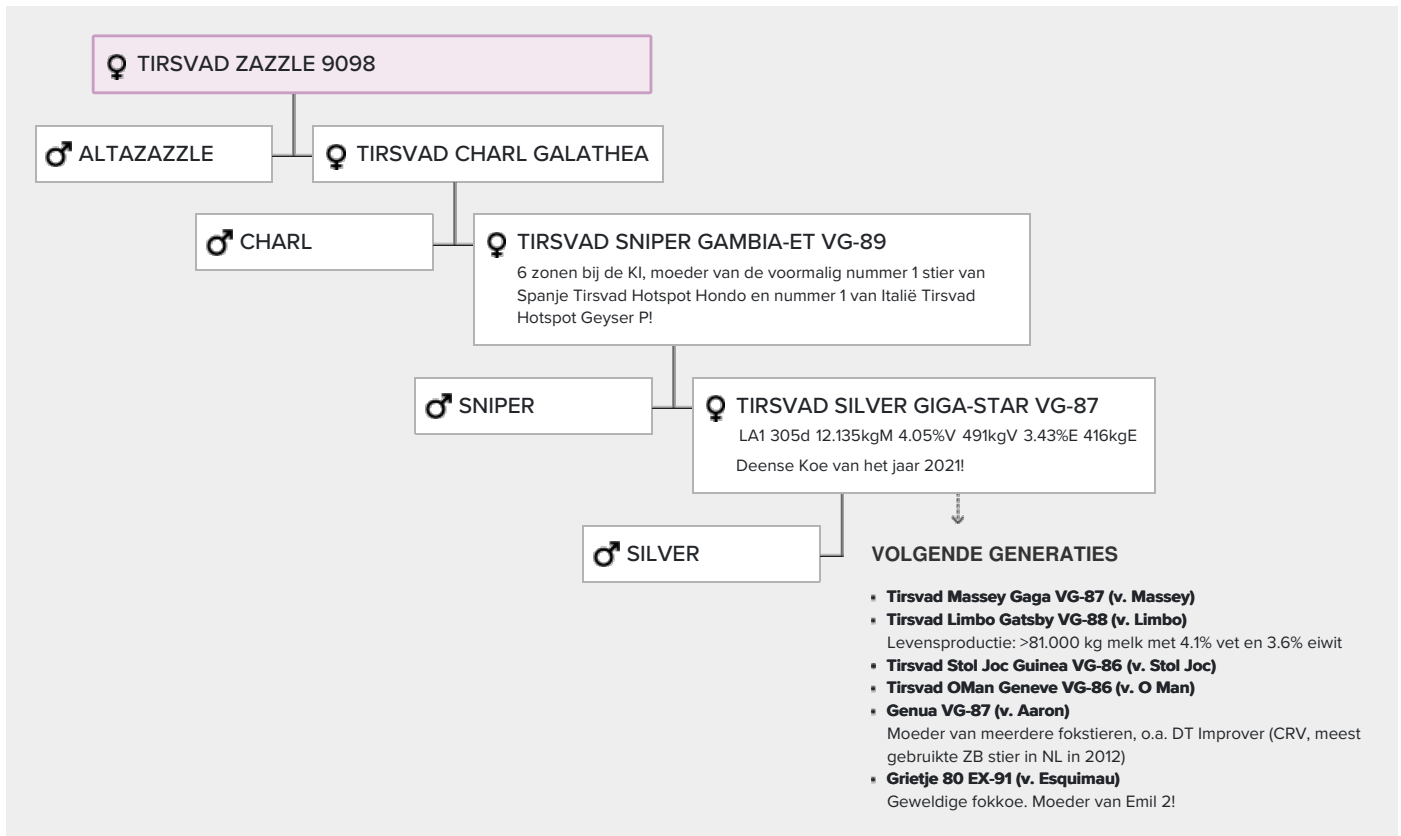 TIRSVAD ZAZZLE 9098
ALTAZAZZLE
TIRSVAD CHARL GALATHEA
CHARL
TIRSVAD SNIPER GAMBIA-ET VG-89
6 zonen bij de KI, moeder van de voormalig nummer 1 stier van
Spanje Tirsvad Hotspot Hondo en nummer 1 van Italië Tirsvad
Hotspot Geyser P!
SNIPER
TIRSVAD SILVER GIGA-STAR VG-87
LA1 305d 12.135kgM 4.05%V 491kgV 3.43%E 416kgE
Deense Koe van het jaar 2021!
SILVER
VOLGENDE GENERATIES
Tirsvad Massey Gaga VG-87 (v. Massey)
Tirsvad Limbo Gatsby VG-88 (v. Limbo)
Levensproductie: >81.000 kg melk met 4.1% vet en 3.6% eiwit
Tirsvad Stol Joc Guinea VG-86 (v. Stol Joc)
Tirsvad OMan Geneve VG-86 (v. O Man)
Genua VG-87 (v. Aaron)
Moeder van meerdere fokstieren, o.a. DT Improver (CRV, meest
gebruikte ZB stier in NL in 2012)
Grietje 80 EX-91 (v. Esquimau)
Geweldige fokkoe. Moeder van Emil 2!